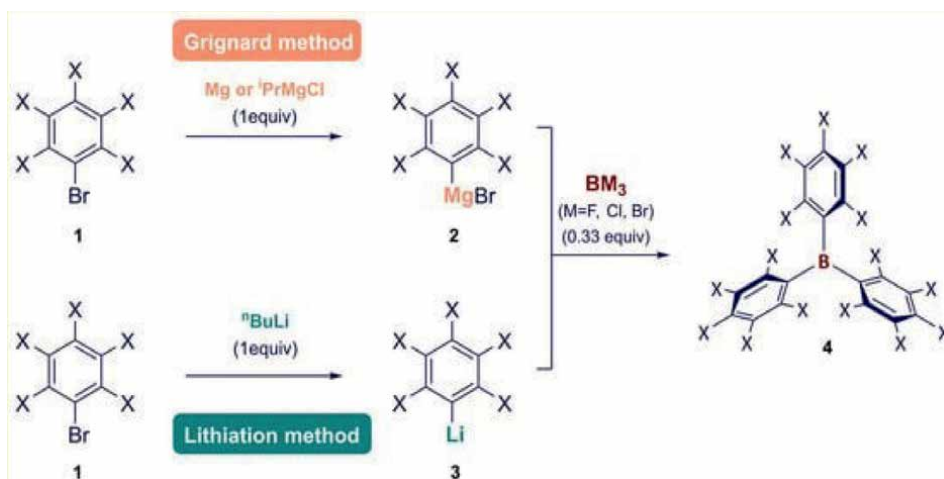 Grignard method
X
X
X
X
X
Br
1
Mg or ⁱPrMgCl
(1equiv)
X
X
X
X
X
MgBr
2
BM₃
(M=F, Cl, Br)
(0.33 equiv)
X
X
X
X
X
B
X
X
X
X
X
X
X
X
X
X
4
X
X
X
X
X
Br
1
ⁿBuLi
(1equiv)
Lithiation method
X
X
X
X
X
Li
3